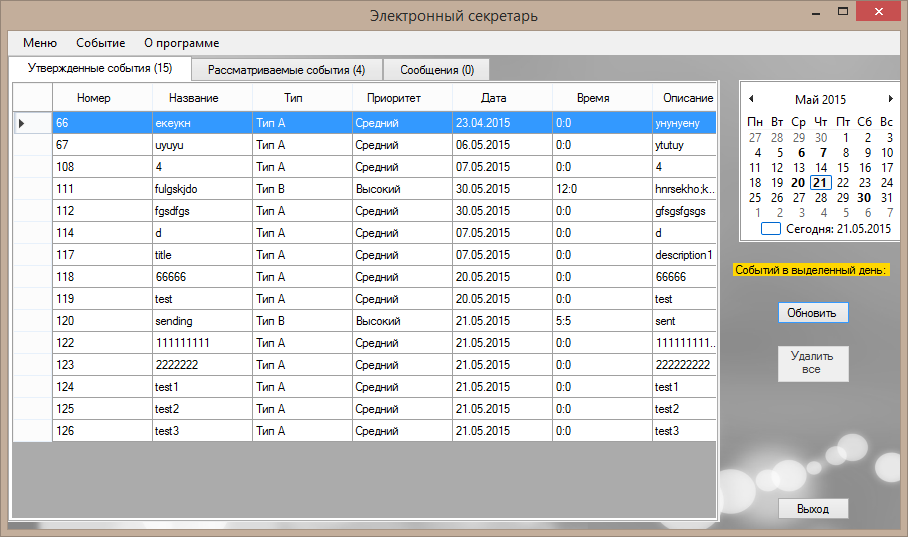 Электронный секретарь
Меню Событие О программе
Утвержденные события (15) Рассматриваемые события (4) Сообщения (0)
Номер Название Тип Приоритет Дата Время Описание
66 екеукн Тип А Средний 23.04.2015 0:0 унунуену
67 uyuyu Тип А Средний 06.05.2015 0:0 ytutuy
108 4 Тип А Средний 07.05.2015 0:0 4
111 fulgskjdo Тип В Высокий 30.05.2015 12:0 hnrsekho;k...
112 fgsdfgs Тип А Средний 30.05.2015 0:0 gfsgsfgsgs
114 d Тип А Средний 07.05.2015 0:0 d
117 title Тип А Средний 07.05.2015 0:0 description1
118 66666 Тип А Средний 20.05.2015 0:0 66666
119 test Тип А Средний 20.05.2015 0:0 test
120 sending Тип В Высокий 21.05.2015 5:5 sent
122 111111111 Тип А Средний 21.05.2015 0:0 111111111...
123 2222222 Тип А Средний 21.05.2015 0:0 222222222
124 test1 Тип А Средний 21.05.2015 0:0 test1
125 test2 Тип А Средний 21.05.2015 0:0 test2
126 test3 Тип А Средний 21.05.2015 0:0 test3
Май 2015
Пн Вт Ср Чт Пт Сб Вс
27 28 29 30 1 2 3
4 5 6 7 8 9 10
11 12 13 14 15 16 17
18 19 20 21 22 23 24
25 26 27 28 29 30 31
1 2 3 4 5 6 7
Сегодня: 21.05.2015
Событий в выделенный день:
Обновить
Удалить
все
Выход